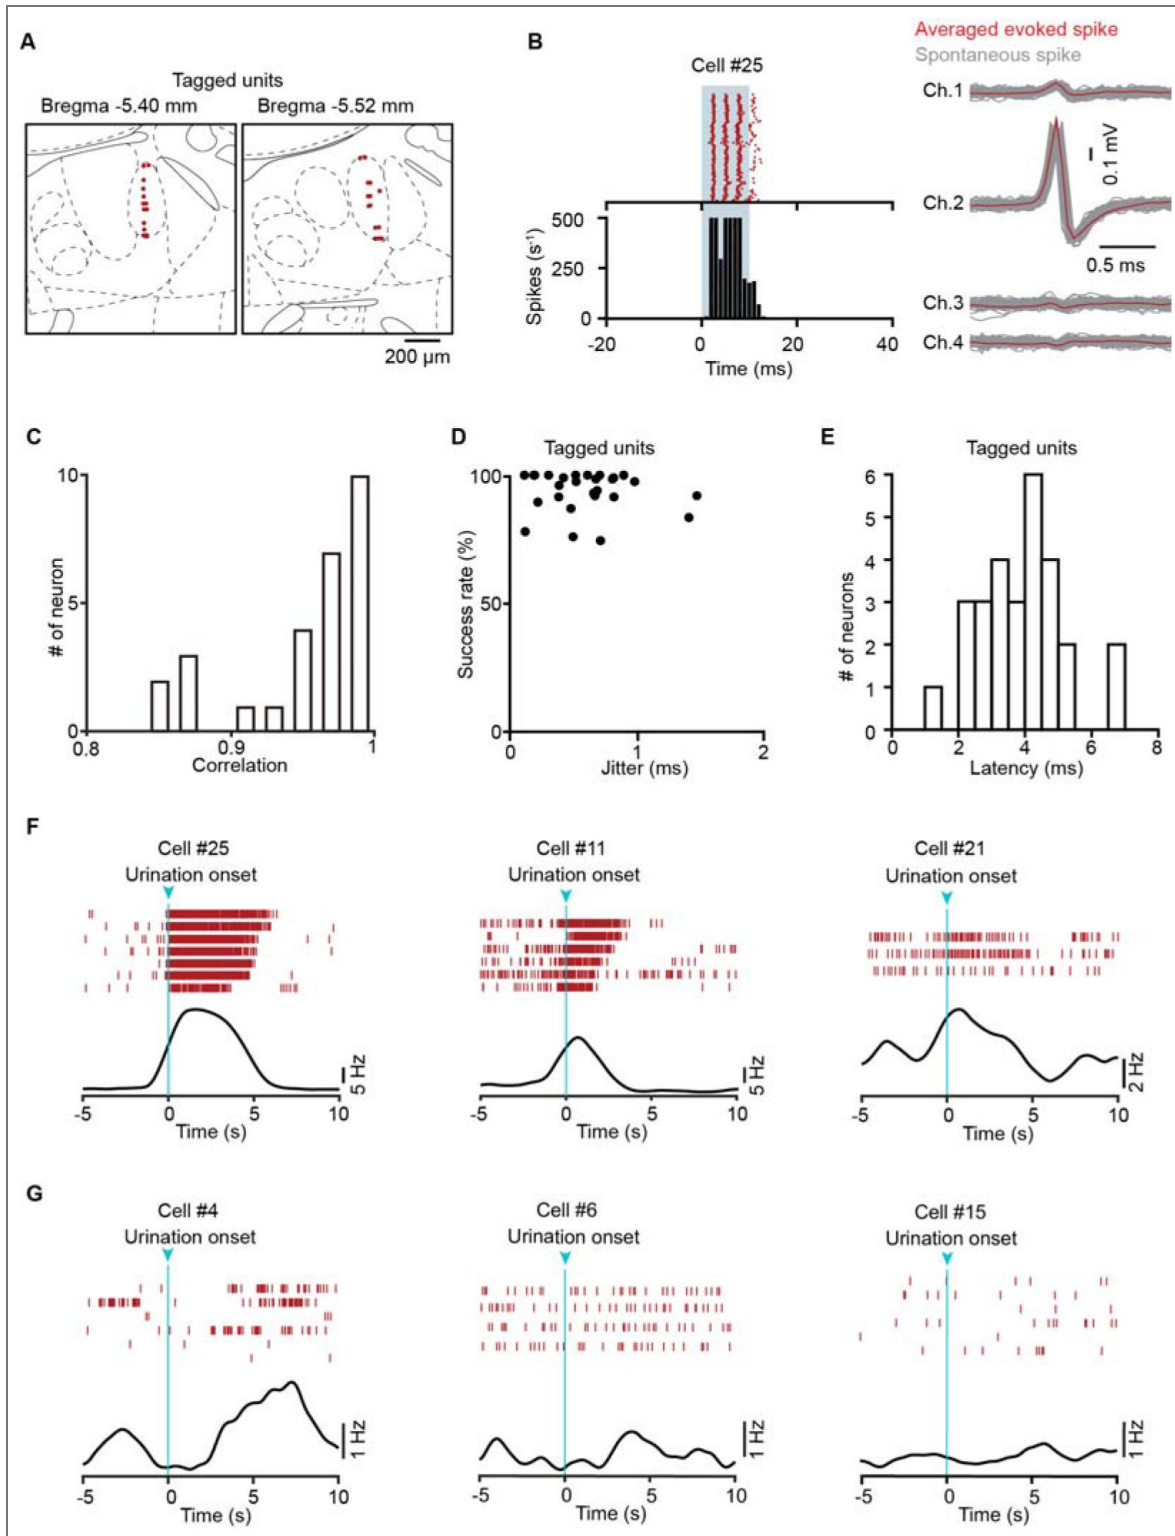 A
Tagged units
Bregma -5.40 mm
Bregma -5.52 mm
200 µm
B
Cell #25
Spikes (s⁻¹)
500
250
0
-20
0
20
40
Time (ms)
Averaged evoked spike
Spontaneous spike
Ch.1
Ch.2
Ch.3
Ch.4
0.1 mV
0.5 ms
C
# of neuron
10
5
0
0.8
0.9
1
Correlation
D
Tagged units
Success rate (%)
100
50
0
0
1
2
Jitter (ms)
E
Tagged units
# of neurons
6
5
4
3
2
1
0
0
2
4
6
8
Latency (ms)
F
Cell #25
Urination onset
5 Hz
-5
0
5
10
Time (s)
Cell #11
Urination onset
5 Hz
-5
0
5
10
Time (s)
Cell #21
Urination onset
2 Hz
-5
0
5
10
Time (s)
G
Cell #4
Urination onset
1 Hz
-5
0
5
10
Time (s)
Cell #6
Urination onset
1 Hz
-5
0
5
10
Time (s)
Cell #15
Urination onset
1 Hz
-5
0
5
10
Time (s)